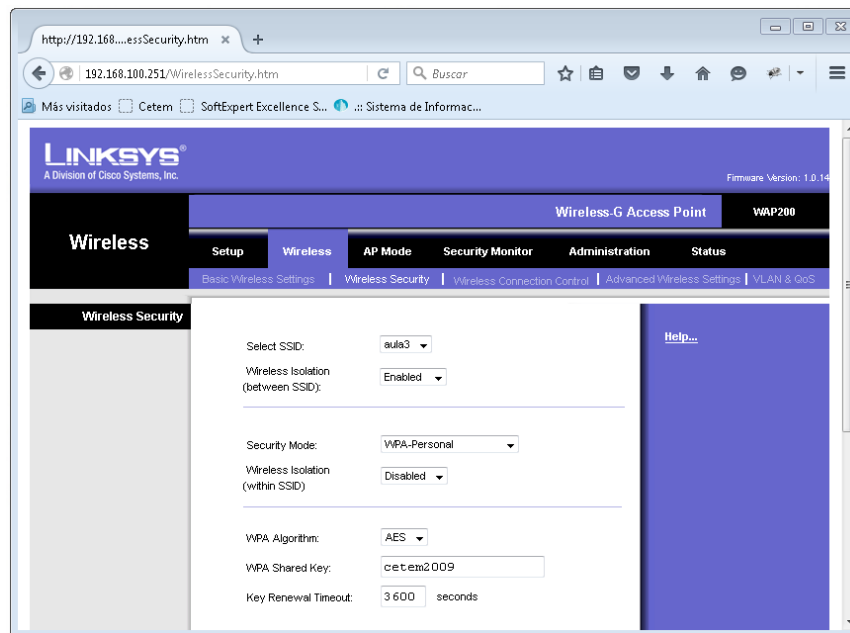 http://192.168....essSecurity.htm
192.168.100.251/WirelessSecurity.htm
Buscar
Más visitados Cetem SoftExpert Excellence S... .:: Sistema de Informac...
LINKSYS®
A Division of Cisco Systems, Inc.
Firmware Version: 1.0.14
Wireless-G Access Point WAP200
Wireless
Setup Wireless AP Mode Security Monitor Administration Status
Basic Wireless Settings | Wireless Security | Wireless Connection Control | Advanced Wireless Settings | VLAN & QoS
Wireless Security
Help...
Select SSID: aula3
Wireless Isolation
(between SSID): Enabled
Security Mode: WPA-Personal
Wireless Isolation
(within SSID) Disabled
WPA Algorithm: AES
WPA Shared Key: cetem2009
Key Renewal Timeout: 3600 seconds